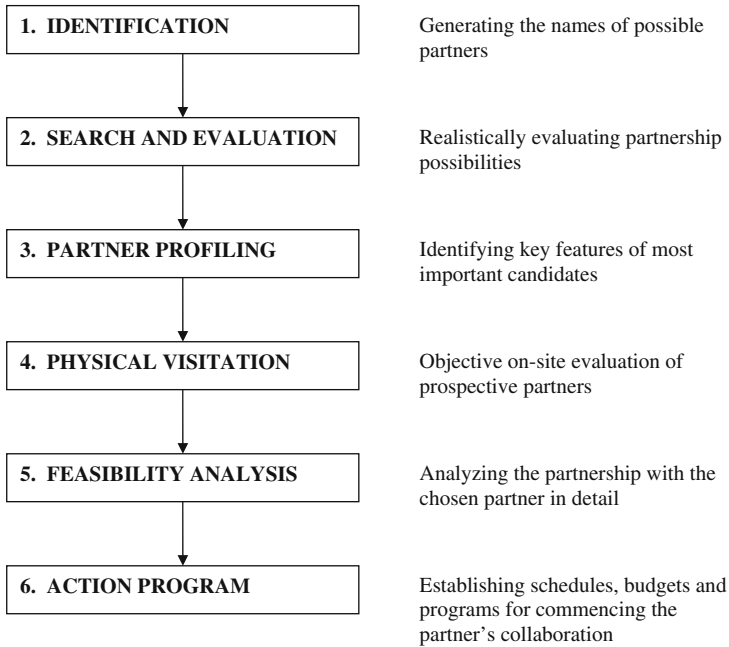 1. IDENTIFICATION
Generating the names of possible
partners
2. SEARCH AND EVALUATION
Realistically evaluating partnership
possibilities
3. PARTNER PROFILING
Identifying key features of most
important candidates
4. PHYSICAL VISITATION
Objective on-site evaluation of
prospective partners
5. FEASIBILITY ANALYSIS
Analyzing the partnership with the
chosen partner in detail
6. ACTION PROGRAM
Establishing schedules, budgets and
programs for commencing the
partner's collaboration